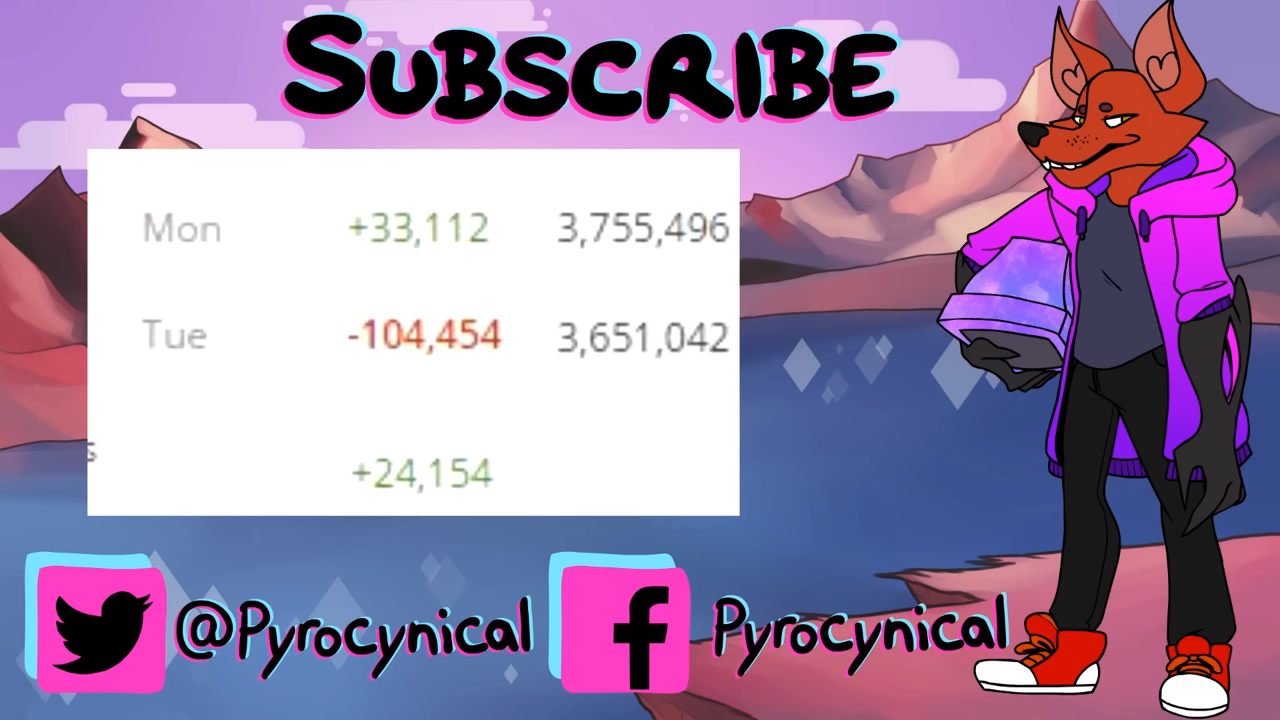 SUBSCRIBE
Mon +33,112 3,755,496
Tue -104,454 3,651,042
s
+24,154
@Pyrocynical Pyrocynical